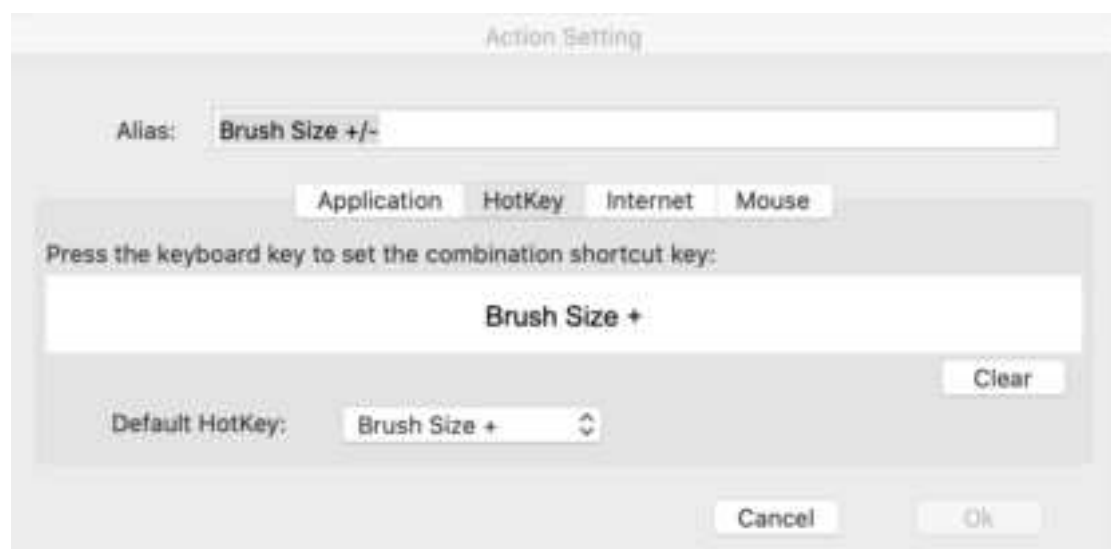 Action Setting
Alias: Brush Size +/-
Application HotKey Internet Mouse
Press the keyboard key to set the combination shortcut key:
Brush Size +
Clear
Default HotKey: Brush Size +
Cancel Ok